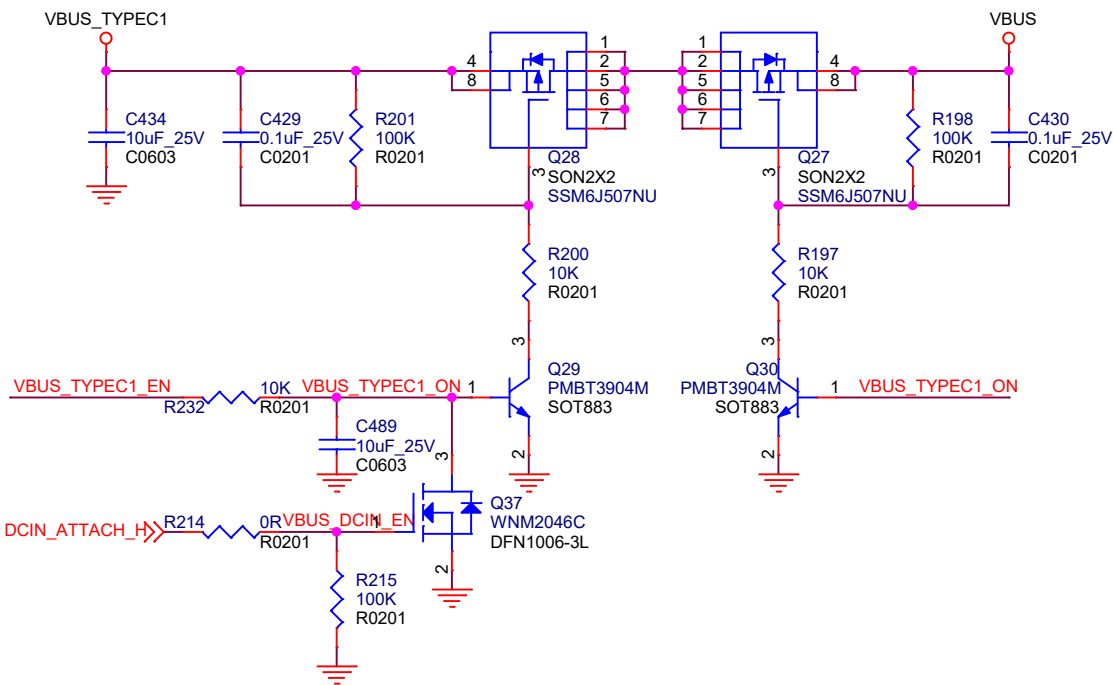 VBUS_TYPEC1
VBUS
4
8
1
2
5
6
7
1
2
5
6
7
4
8
C434
10uF_25V
C0603
C429
0.1uF_25V
C0201
R201
100K
R0201
3
Q28
SON2X2
SSM6J507NU
3
Q27
SON2X2
SSM6J507NU
R198
100K
R0201
C430
0.1uF_25V
C0201
R200
10K
R0201
R197
10K
R0201
3
Q29
PMBT3904M
SOT883
1
2
3
Q30
PMBT3904M
SOT883
1
2
VBUS_TYPEC1_ON
VBUS_TYPEC1_EN
R232
10K
R0201
VBUS_TYPEC1_ON
C489
10uF_25V
C0603
3
Q37
WNM2046C
DFN1006-3L
1
2
DCIN_ATTACH_H
R214
0R
R0201
VBUS_DCIN_EN
R215
100K
R0201